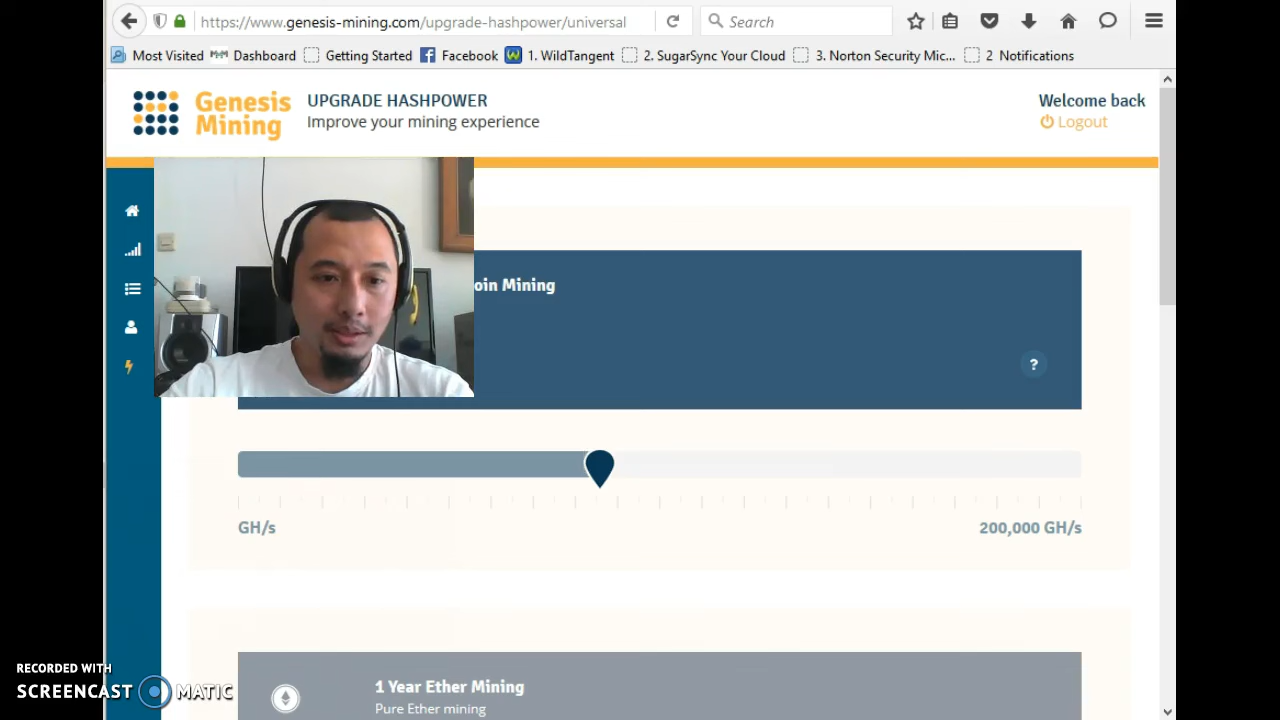 https://www.genesis-mining.com/upgrade-hashpower/universal
Search
Most Visited
Dashboard
Getting Started
Facebook
1. WildTangent
2. SugarSync Your Cloud
3. Norton Security Mic...
2 Notifications
Genesis
Mining
UPGRADE HASHPOWER
Improve your mining experience
Welcome back
Logout
oin Mining
?
GH/s
200,000 GH/s
1 Year Ether Mining
Pure Ether mining
RECORDED WITH
SCREENCAST MATIC